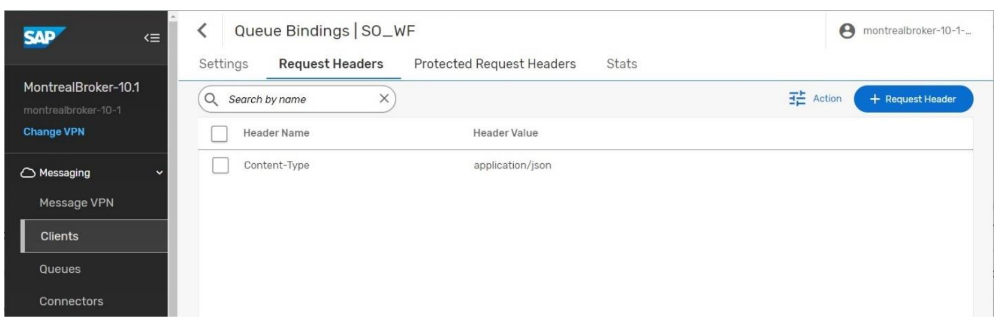 SAP
MontrealBroker-10.1
montrealbroker-10-1
Change VPN
Messaging
Message VPN
Clients
Queues
Connectors
Queue Bindings | SO_WF
montrealbroker-10-1-...
Settings Request Headers Protected Request Headers Stats
Search by name
Action + Request Header
Header Name Header Value
Content-Type application/json